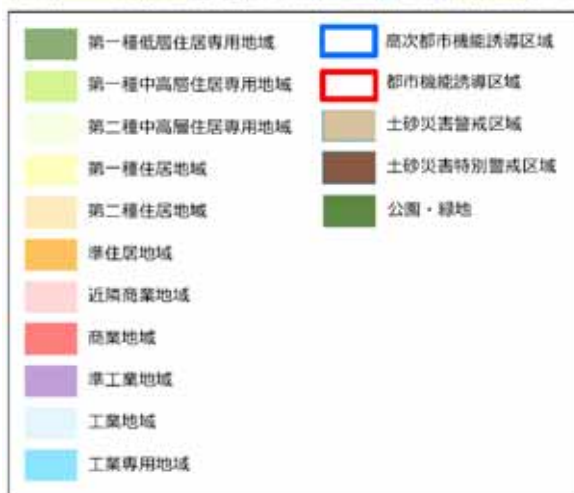 第一種低層住居専用地域
第一種中高層住居専用地域
第二種中高層住居専用地域
第一種住居地域
第二種住居地域
準住居地域
近隣商業地域
商業地域
準工業地域
工業地域
工業専用地域
高次都市機能誘導区域
都市機能誘導区域
土砂災害警戒区域
土砂災害特別警戒区域
公園・緑地